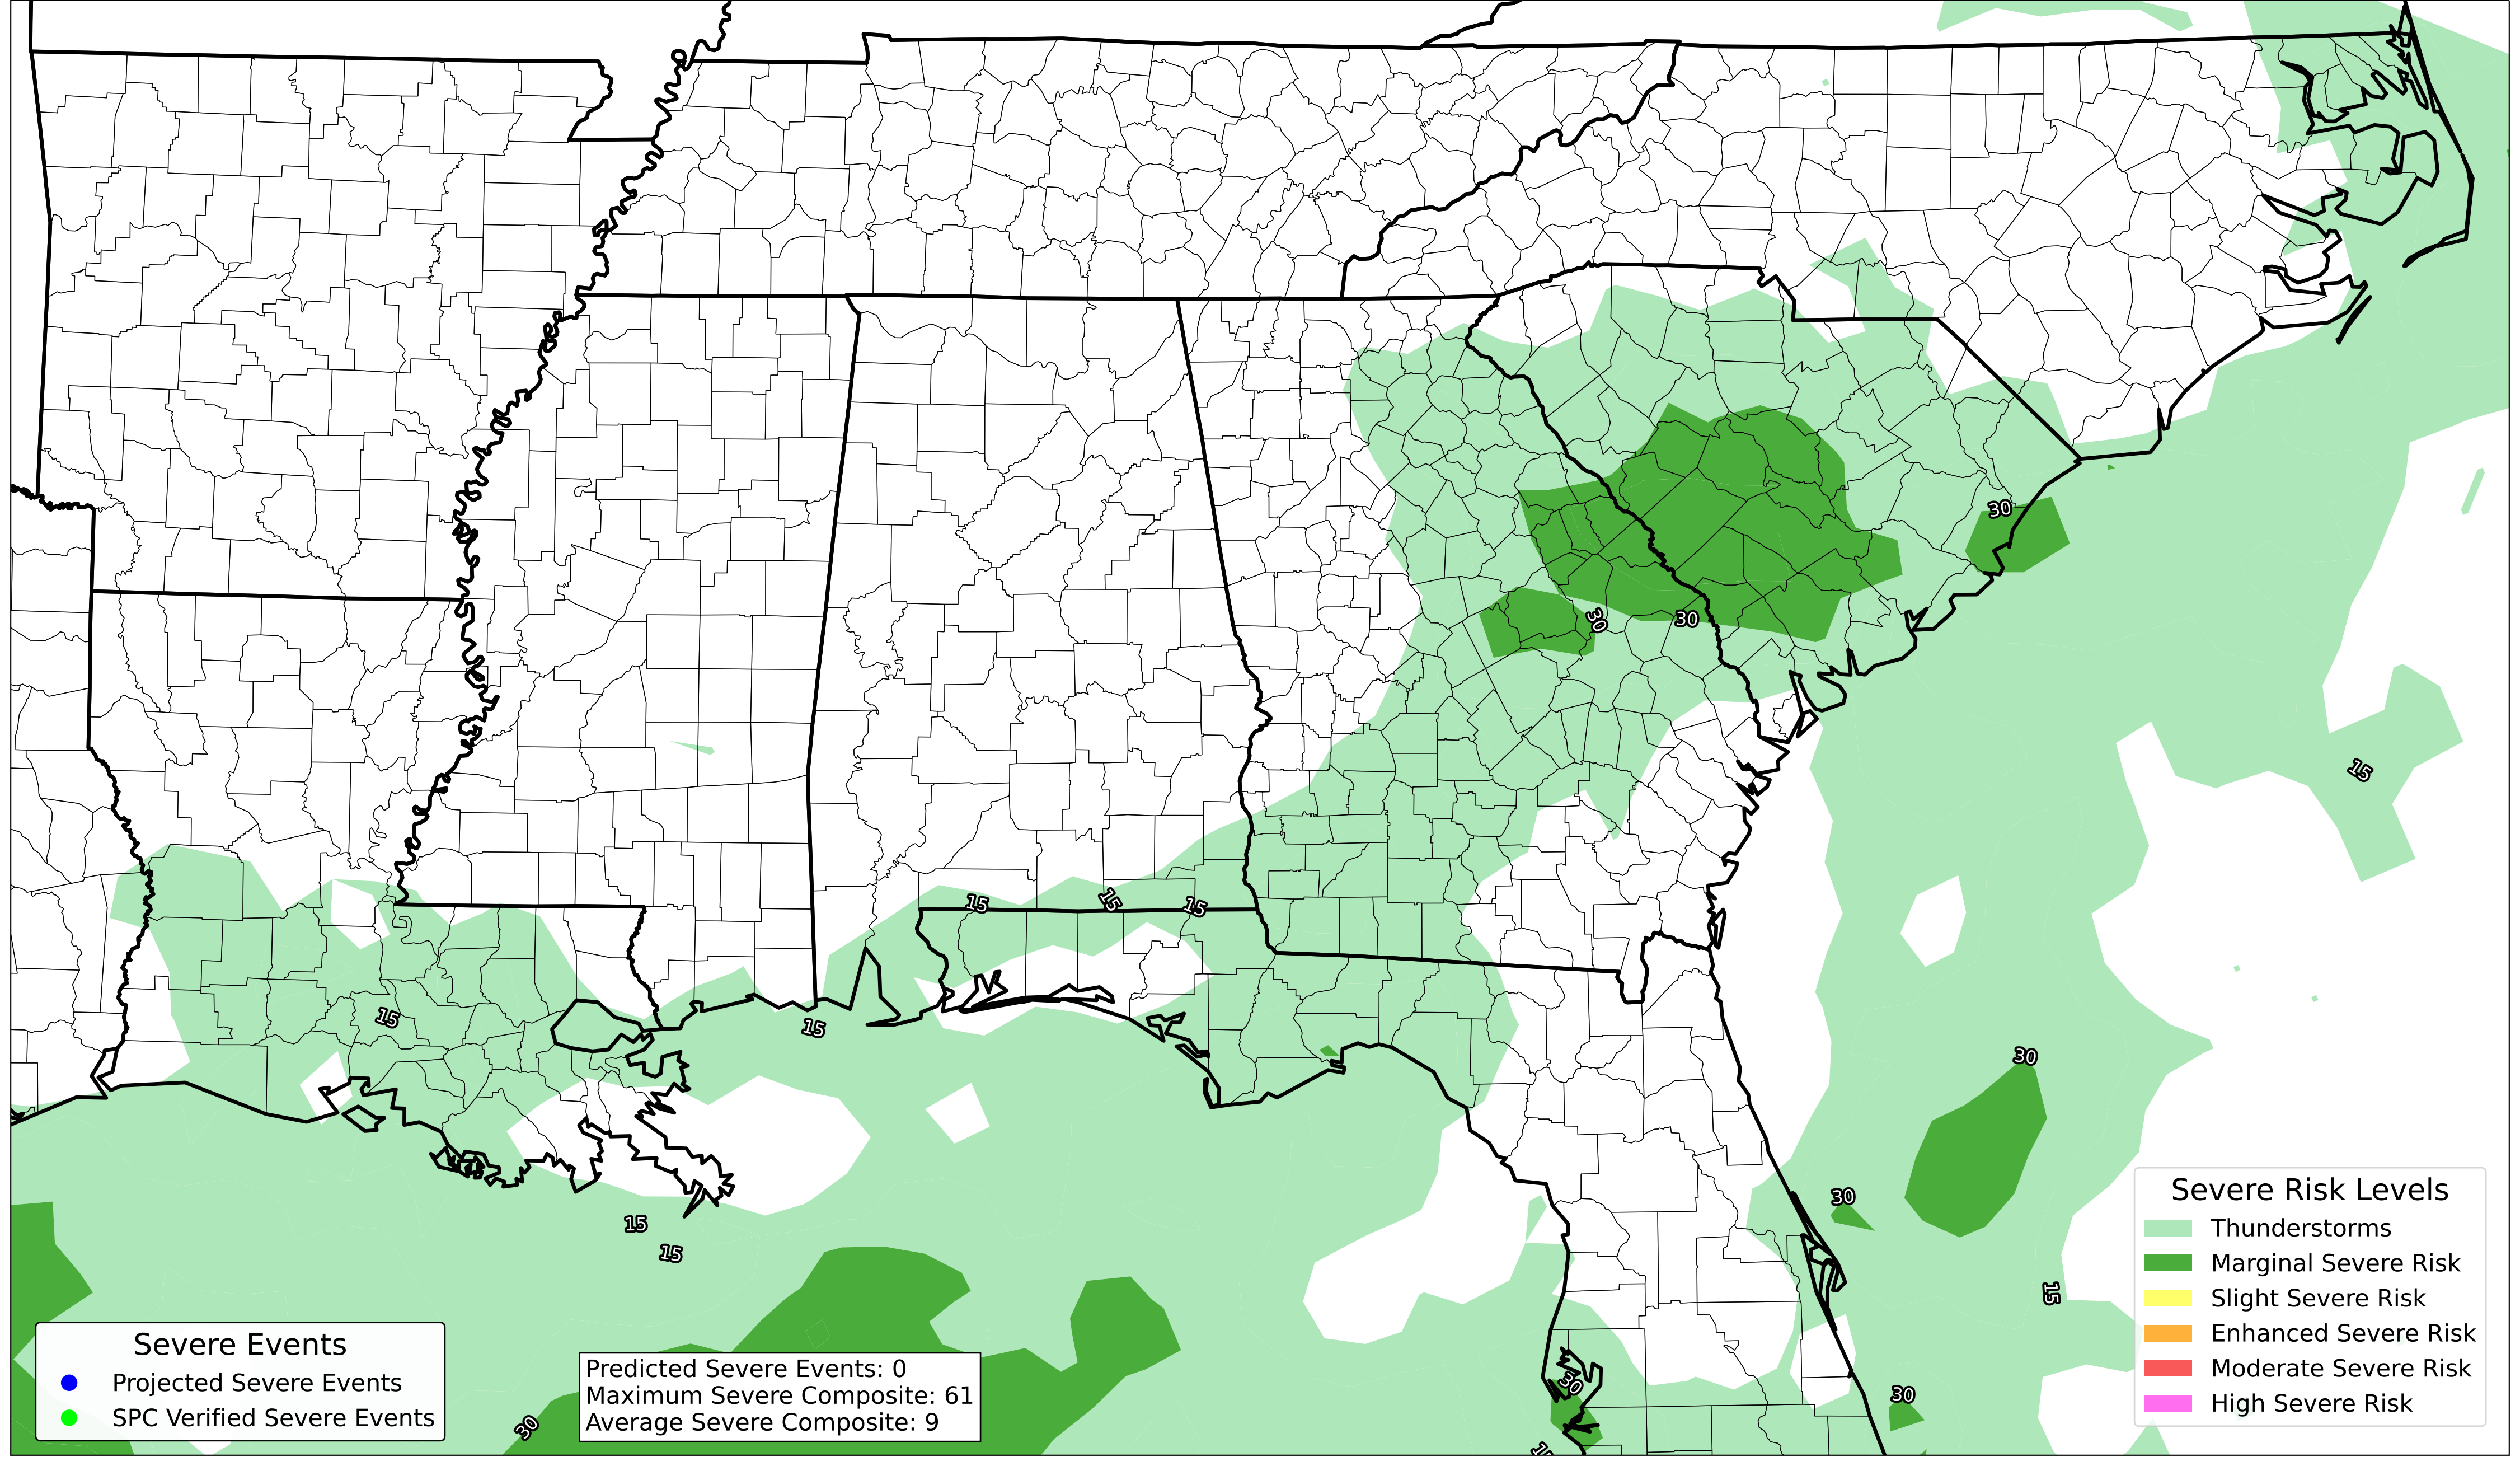 30
30
30
15
15
15
15
15
15
30
30
15
15
15
30
30
30
Severe Risk Levels
Thunderstorms
Marginal Severe Risk
Slight Severe Risk
Enhanced Severe Risk
Moderate Severe Risk
High Severe Risk
Severe Events
Projected Severe Events
SPC Verified Severe Events
Predicted Severe Events: 0
Maximum Severe Composite: 61
Average Severe Composite: 9